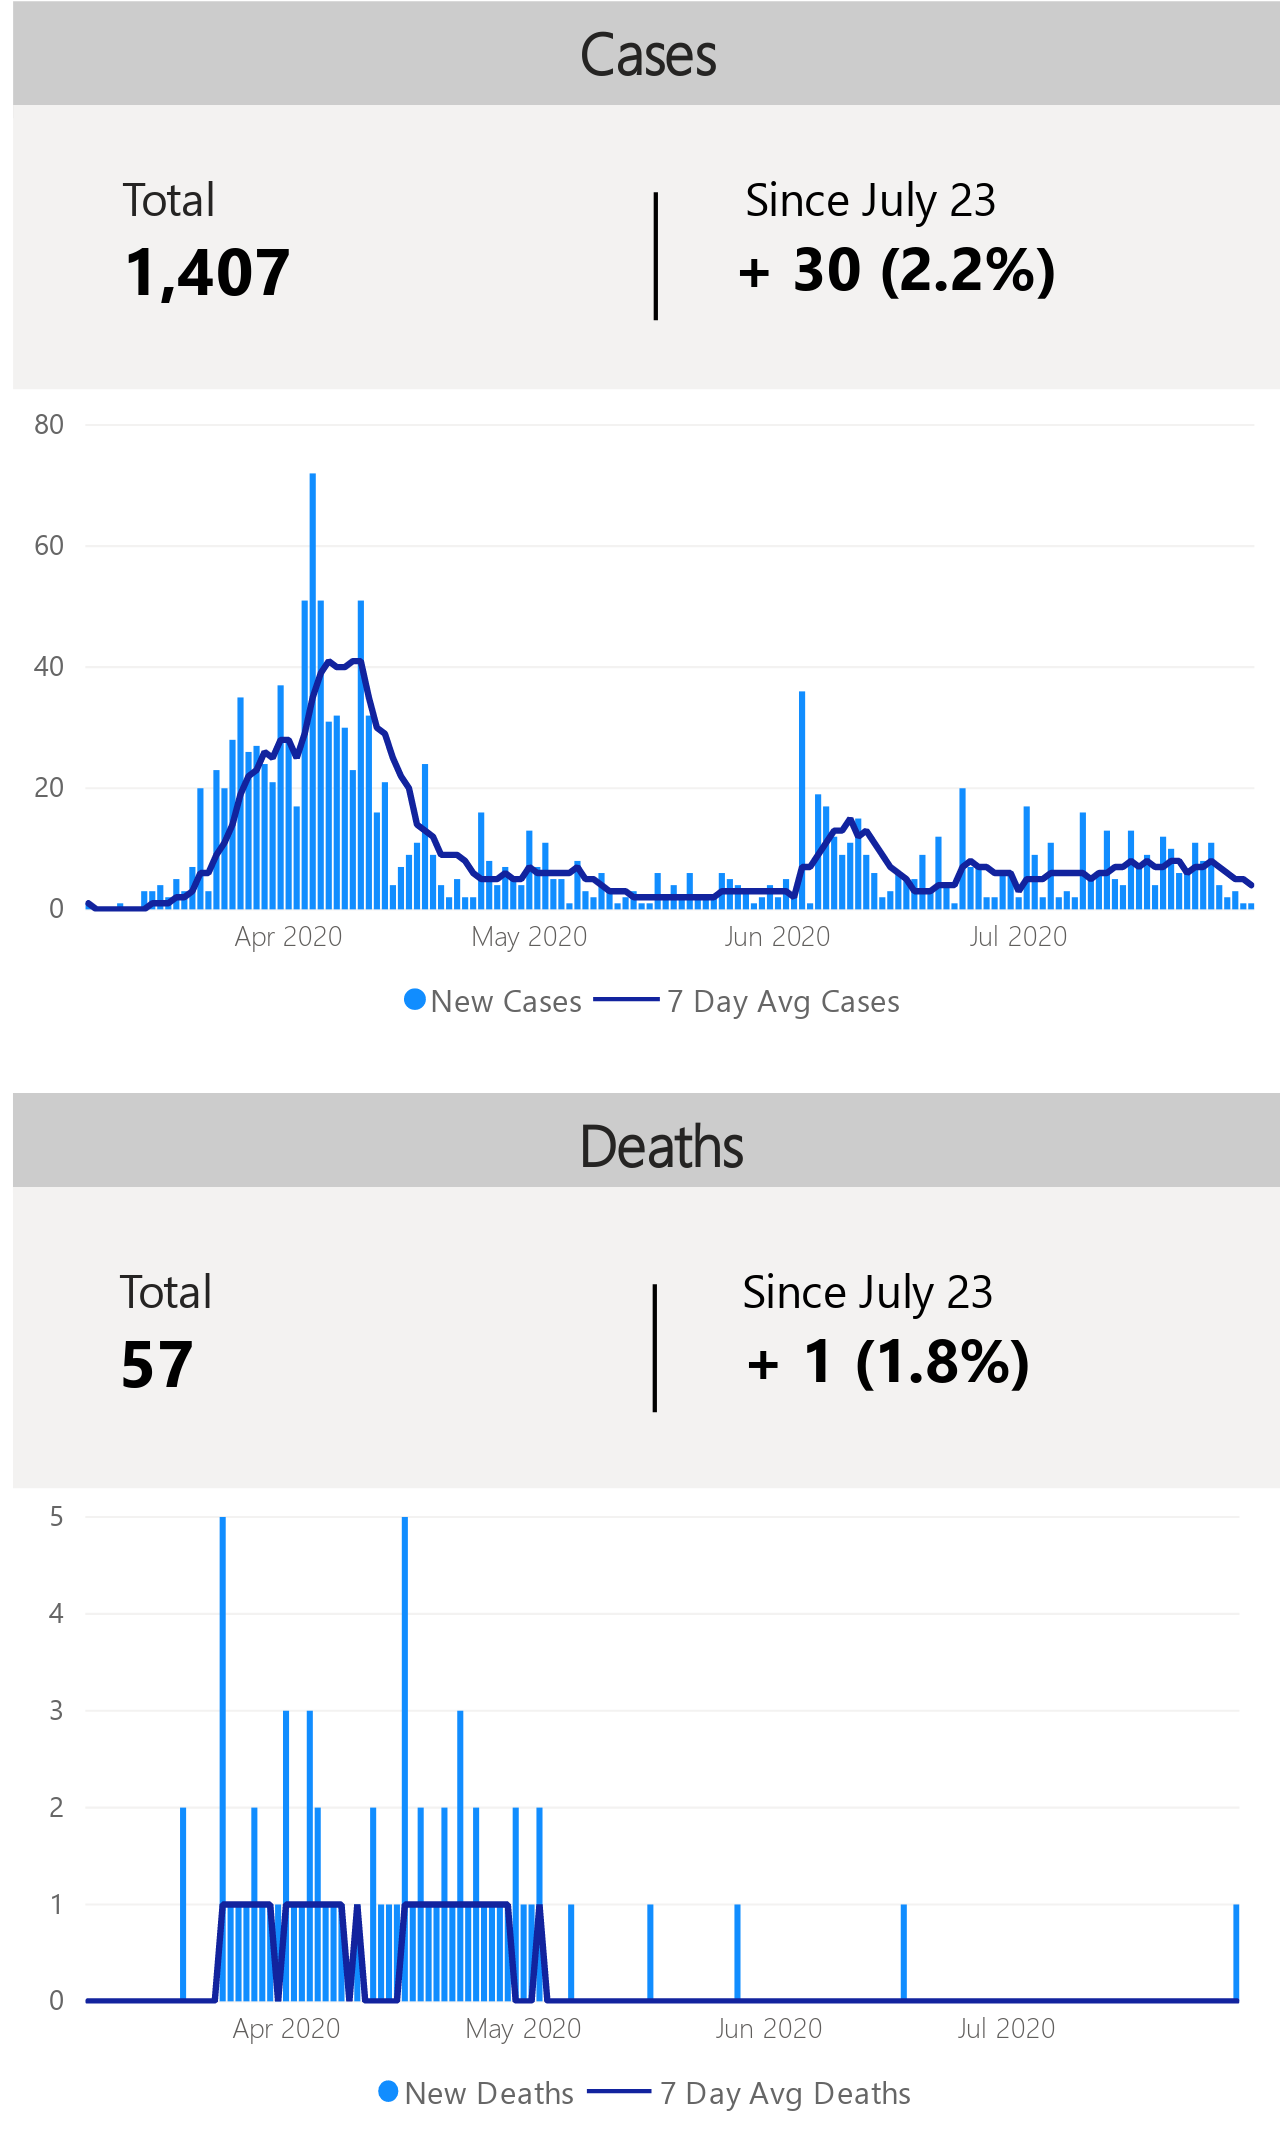 Cases
Total
Since July 23
1,407
+ 30 (2.2%)
80
60
40
20
0
Apr 2020
May 2020
Jun 2020
Jul 2020
New Cases
7 Day Avg Cases
Deaths
Total
Since July 23
57
+ 1 (1.8%)
5
4
3
2
1
0
Apr 2020
May 2020
Jun 2020
Jul 2020
New Deaths
7 Day Avg Deaths